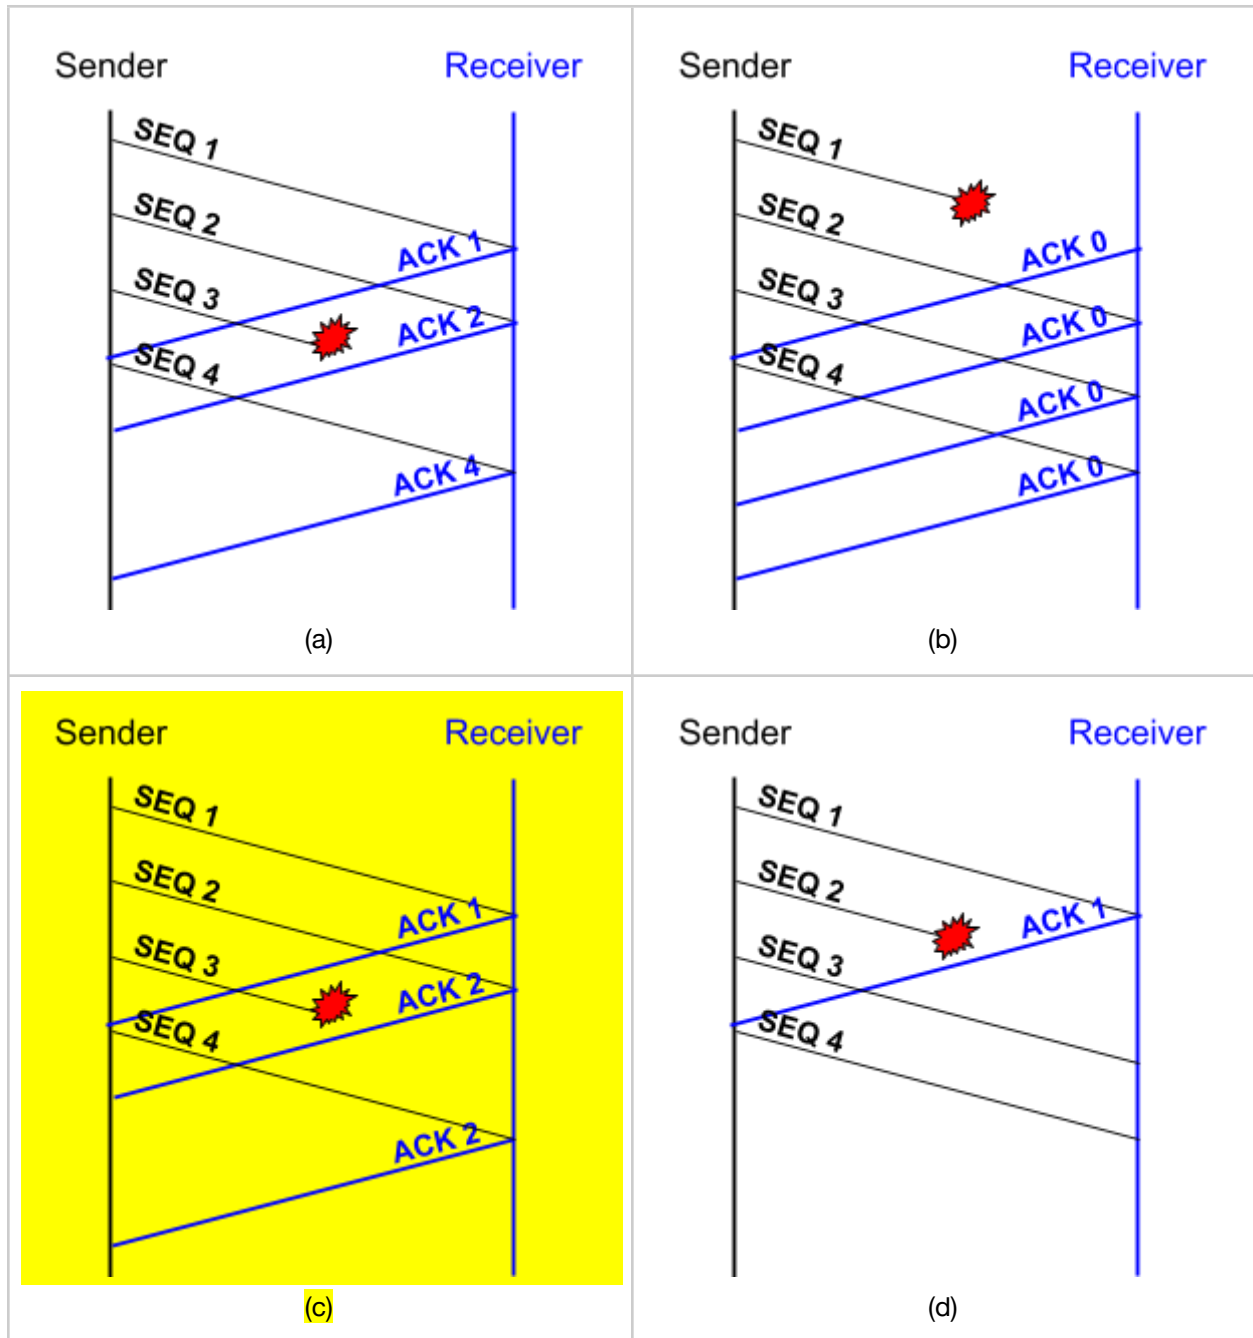 Sender Receiver
SEQ 1
SEQ 2
ACK 1
SEQ 3
ACK 2
SEQ 4
ACK 4
(a)
Sender Receiver
SEQ 1
SEQ 2
ACK 0
SEQ 3
ACK 0
SEQ 4
ACK 0
ACK 0
(b)
Sender Receiver
SEQ 1
SEQ 2
ACK 1
SEQ 3
ACK 2
SEQ 4
ACK 2
(c)
Sender Receiver
SEQ 1
SEQ 2
ACK 1
SEQ 3
SEQ 4
(d)